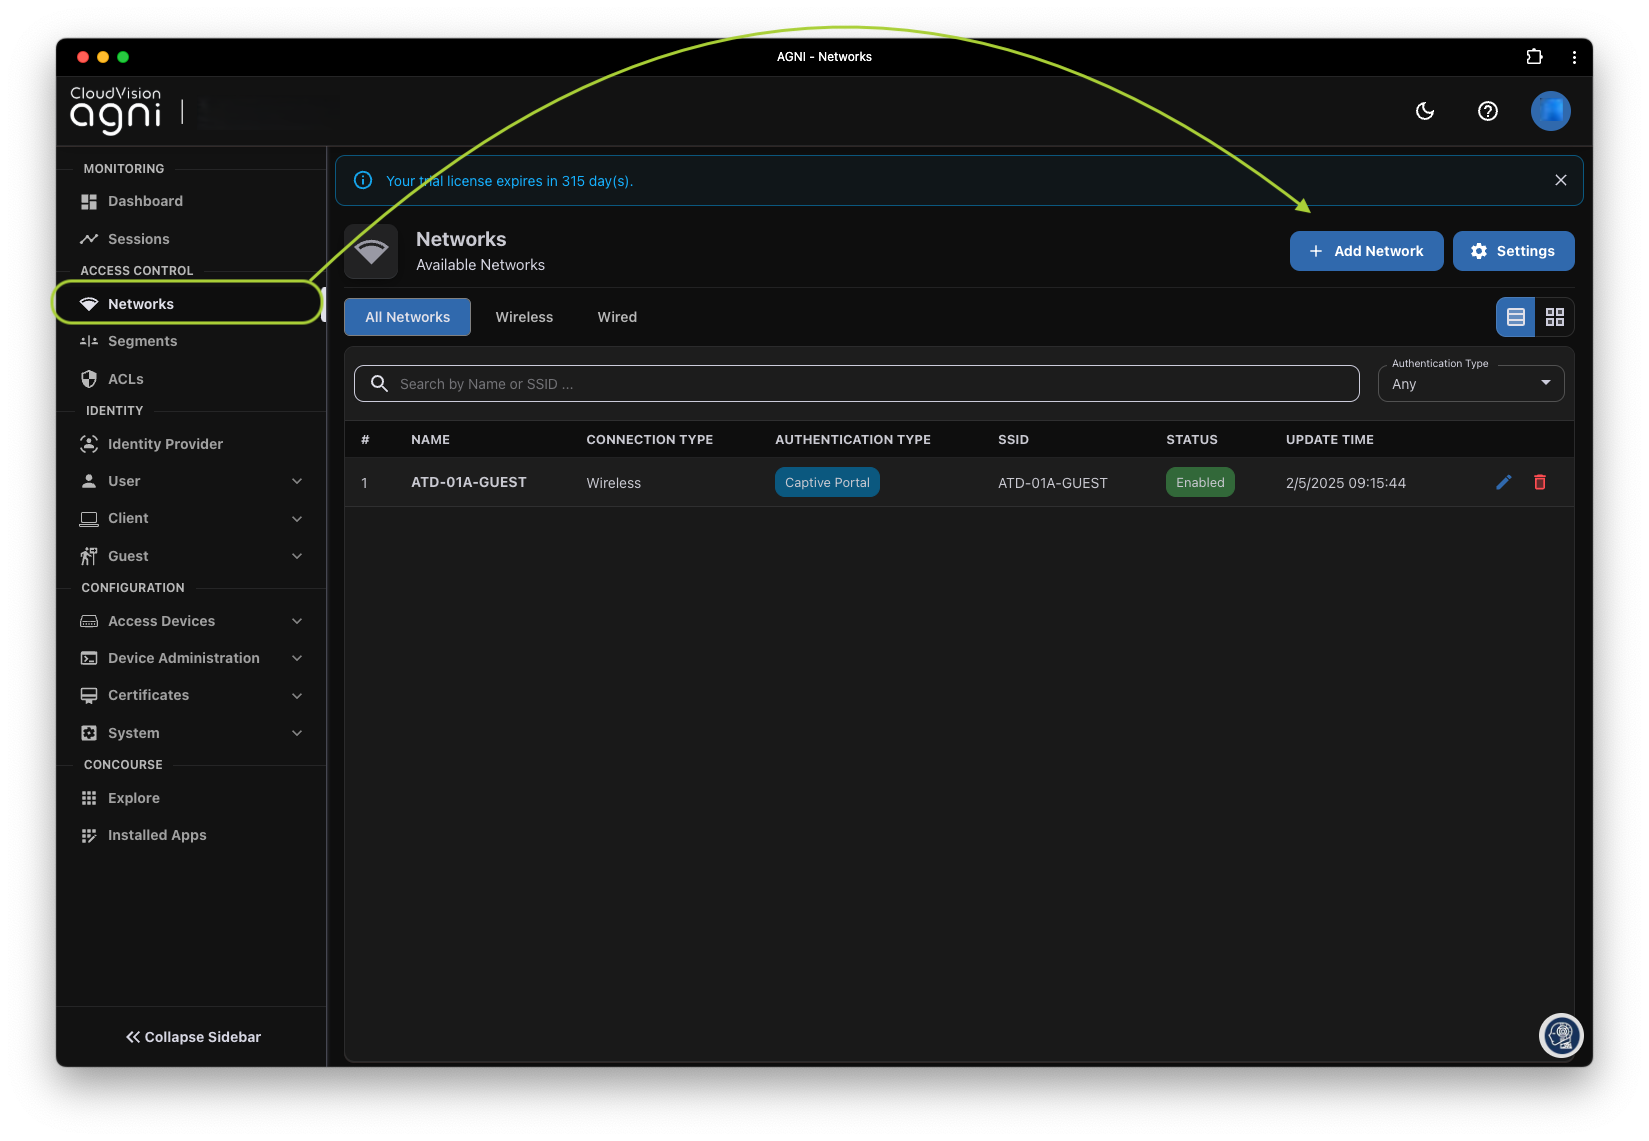 AGNI - Networks
CloudVision
agni
MONITORING
Dashboard
Sessions
ACCESS CONTROL
Networks
Segments
ACLs
IDENTITY
Identity Provider
User
Client
Guest
CONFIGURATION
Access Devices
Device Administration
Certificates
System
CONCOURSE
Explore
Installed Apps
Collapse Sidebar
Your trial license expires in 315 day(s).
Networks
Available Networks
+ Add Network
Settings
All Networks Wireless Wired
Search by Name or SSID ...
Authentication Type
Any
# NAME CONNECTION TYPE AUTHENTICATION TYPE SSID STATUS UPDATE TIME
1 ATD-01A-GUEST Wireless Captive Portal ATD-01A-GUEST Enabled 2/5/2025 09:15:44